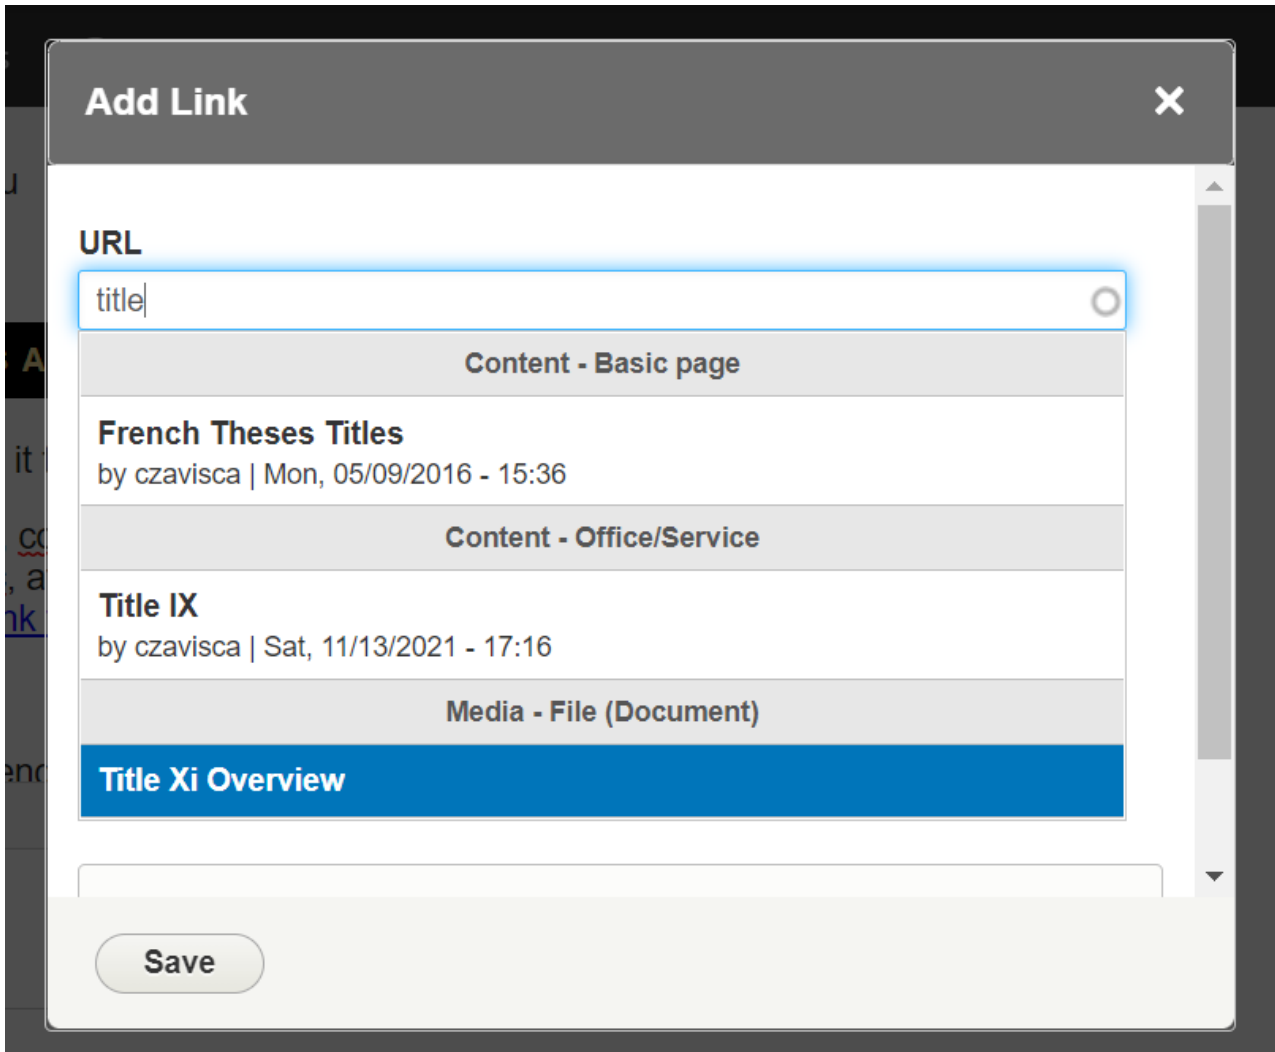 Add Link
URL
title
Content - Basic page
French Theses Titles
by czavisca | Mon, 05/09/2016 - 15:36
Content - Office/Service
Title IX
by czavisca | Sat, 11/13/2021 - 17:16
Media - File (Document)
Title Xi Overview
Save
A
it
, a